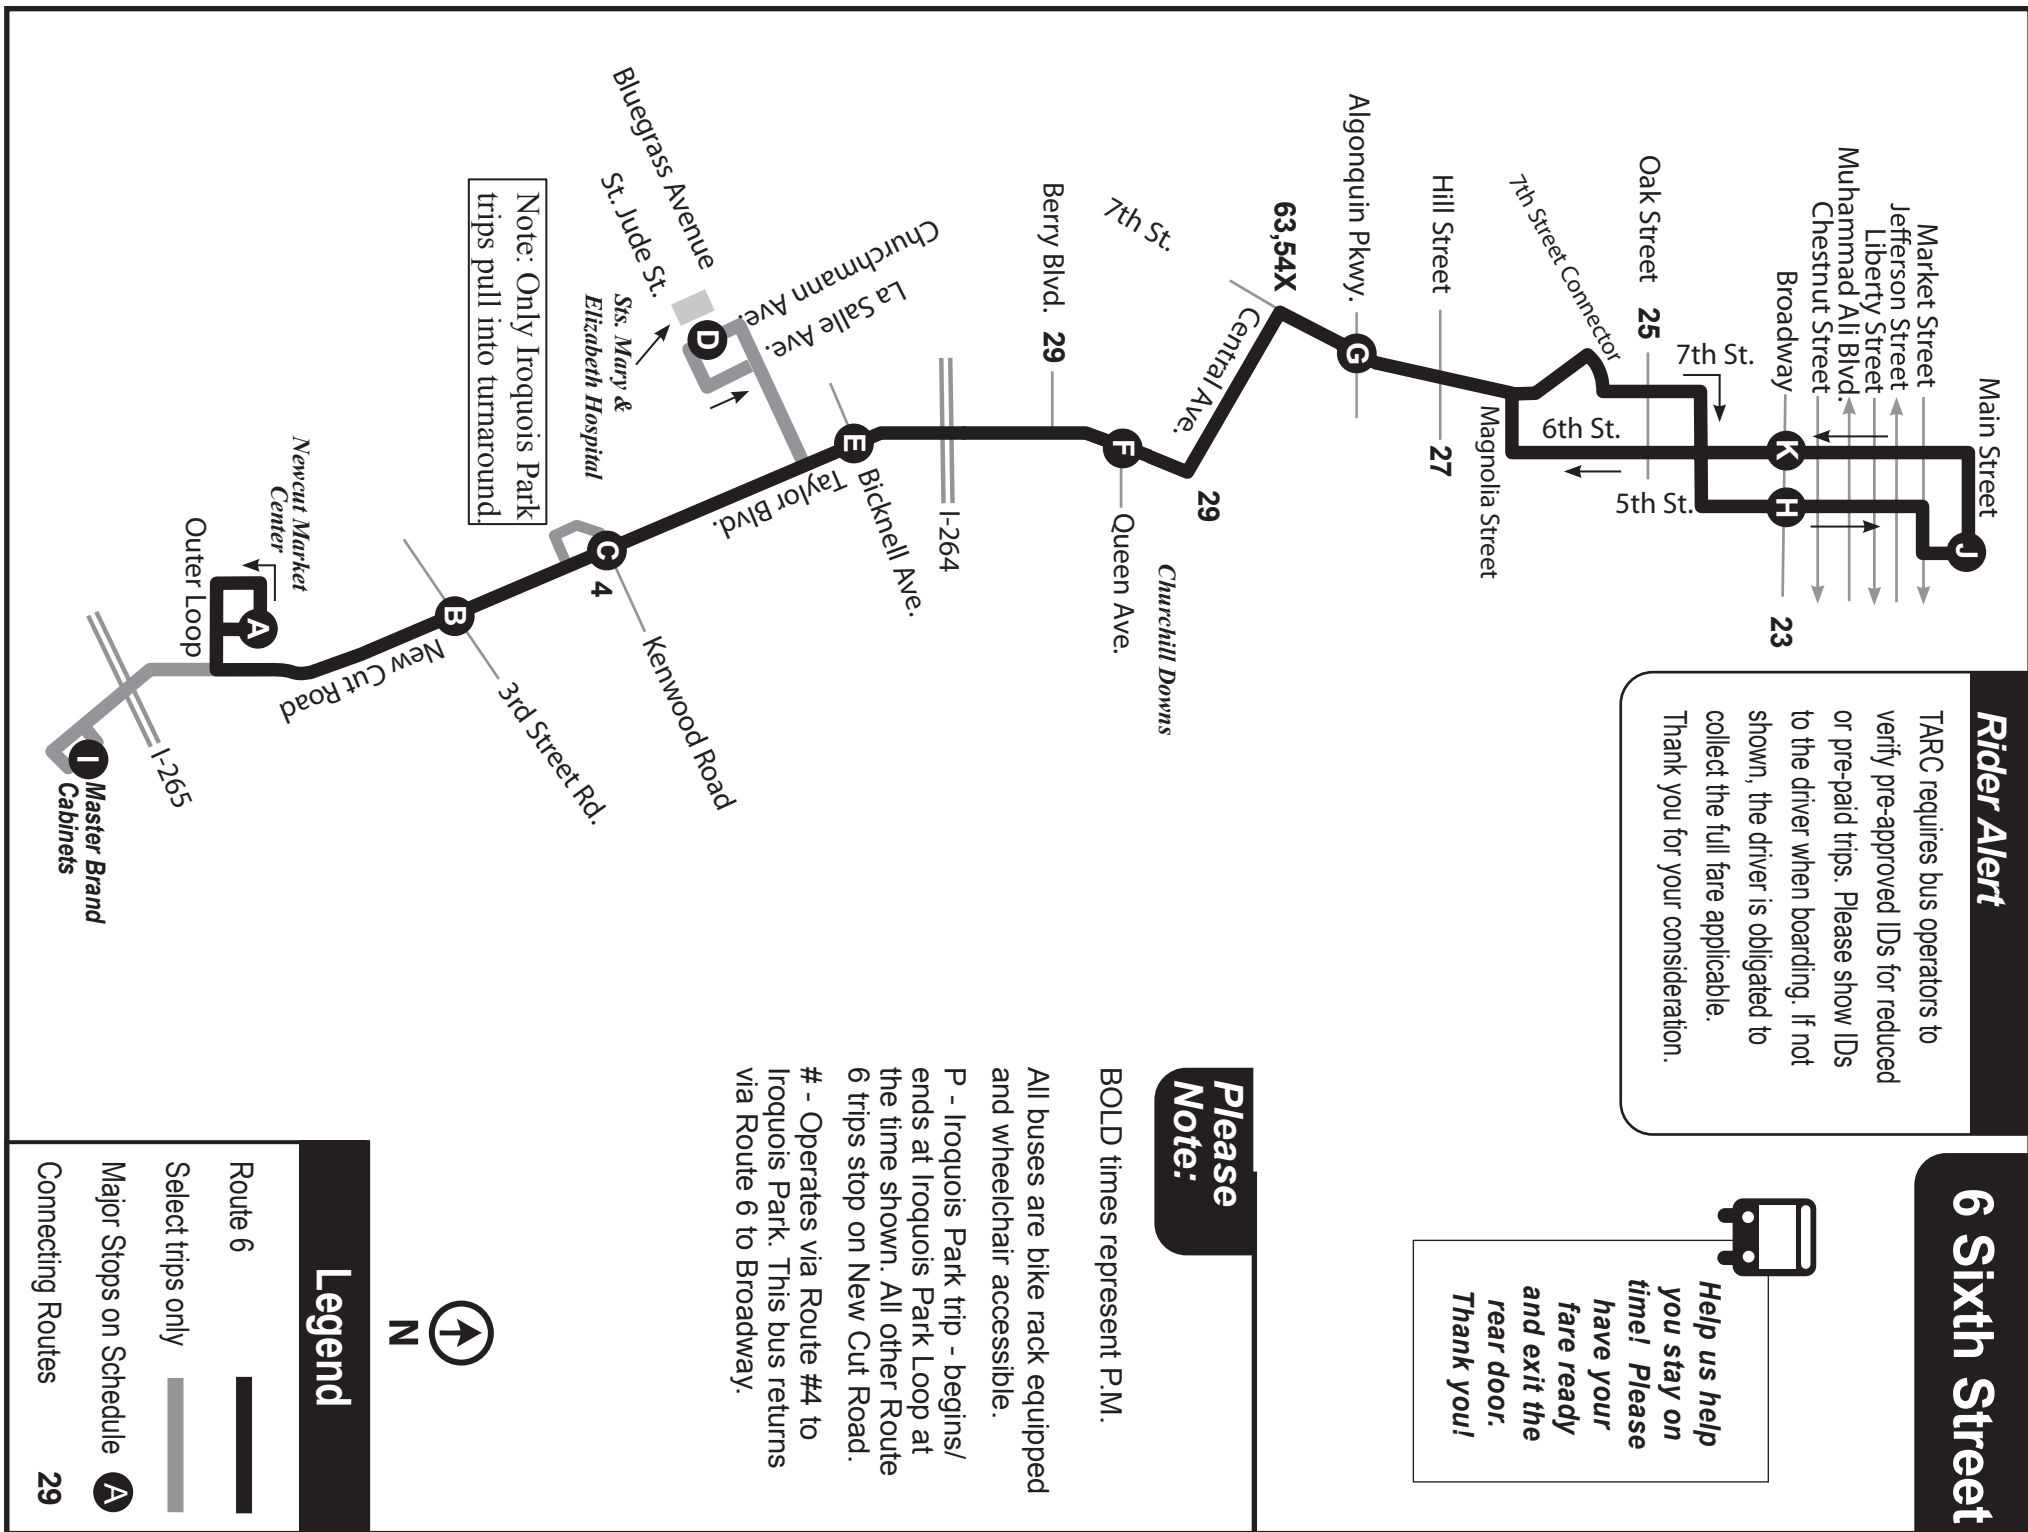 6 Sixth Street
Rider Alert
TARC requires bus operators to
verify pre-approved IDs for reduced
or pre-paid trips. Please show IDs
to the driver when boarding. If not
shown, the driver is obligated to
collect the full fare applicable.
Thank you for your consideration.
Help us help
you stay on
time! Please
have your
fare ready
and exit the
rear door.
Thank you!
Main Street
J
Market Street
Jefferson Street
Liberty Street
Muhammad Ali Blvd.
Chestnut Street
Broadway
K
H
23
7th St.
5th St.
Oak Street 25
6th St.
7th Street Connector
Magnolia Street
Hill Street
27
Algonquin Pkwy.
G
63,54X
Central Ave.
29
7th St.
Churchill Downs
F
Queen Ave.
Berry Blvd. 29
I-264
E
Bicknell Ave.
La Salle Ave.
Churchmann Ave.
Taylor Blvd.
Bluegrass Avenue
D
St. Jude St.
Sts. Mary &
Elizabeth Hospital
C
4
Kenwood Road
Note: Only Iroquois Park
trips pull into turnaround.
B
3rd Street Rd.
New Cut Road
Newcut Market
Center
A
Outer Loop
I-265
I
Master Brand
Cabinets
Please
Note:
BOLD times represent P.M.
All buses are bike rack equipped
and wheelchair accessible.
P - Iroquois Park trip - begins/
ends at Iroquois Park Loop at
the time shown. All other Route
6 trips stop on New Cut Road.
# - Operates via Route #4 to
Iroquois Park. This bus returns
via Route 6 to Broadway.
N
Legend
Route 6
Select trips only
Major Stops on Schedule A
Connecting Routes 29